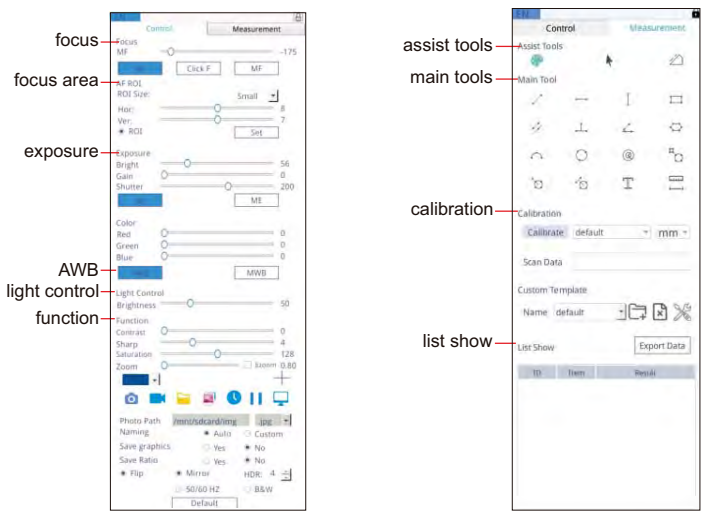 EN
Control Measurement
focus
Focus
MF -175
Click F MF
focus area
AF ROI
ROI Size: Small
Hor: 8
Ver: 7
ROI Set
exposure
Exposure
Bright 56
Gain 0
Shutter 200
ME
Color
Red 0
Green 0
Blue 0
AWB
MWB
light control
Light Control
Brightness 50
function
Function
Contrast 0
Sharp 4
Saturation 128
Zoom 0.80
Photo Path /mnt/sdcard/img .jpg
Naming Auto Custom
Save graphics Yes No
Save Ratio Yes No
Flip Mirror HDR: 4
50/60 HZ B&W
Default
EN
Control Measurement
assist tools
Assist Tools
main tools
Main Tool
T
calibration
Calibration
Calibrate default mm
Scan Data
Custom Template
Name default
list show
List Show Export Data
ID Item Result